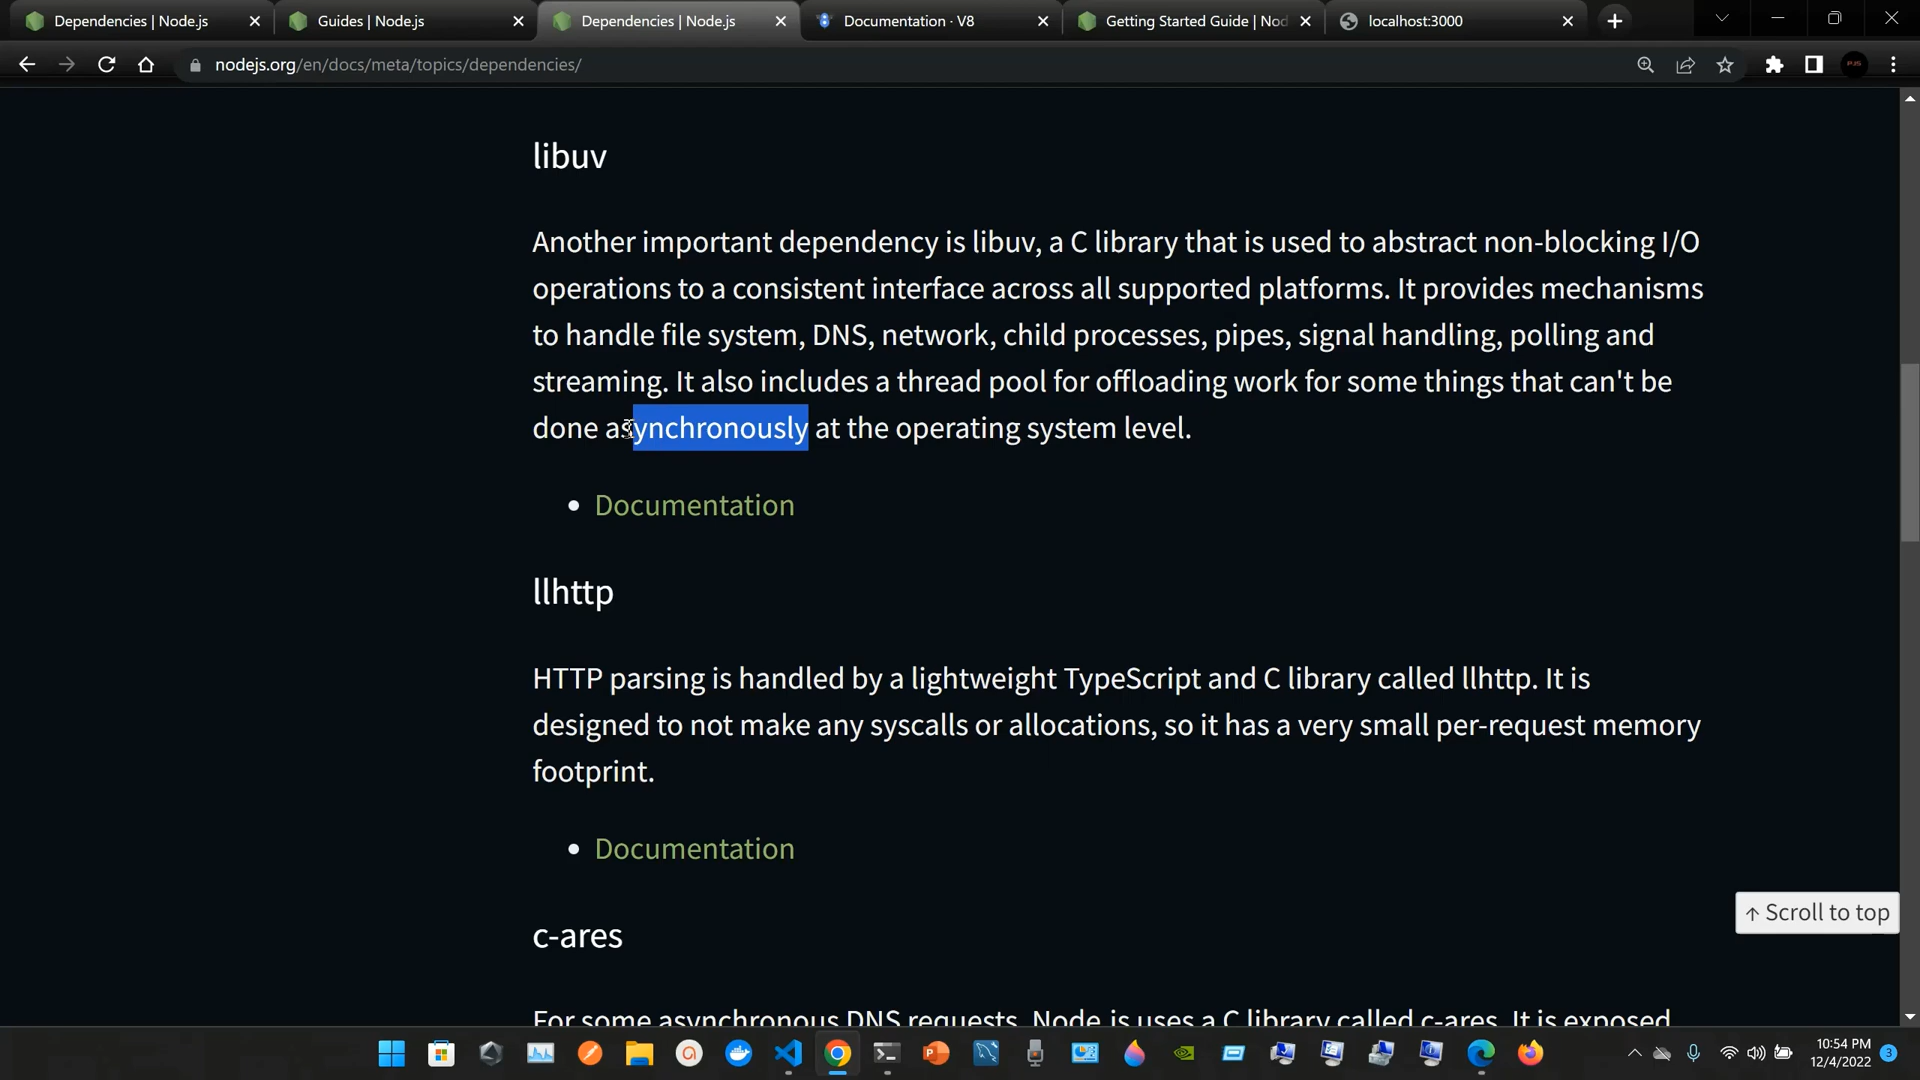 Dependencies | Node.js
Guides | Node.js
Dependencies | Node.js
Documentation · V8
Getting Started Guide | Nod
localhost:3000
nodejs.org/en/docs/meta/topics/dependencies/
PJS
libuv
Another important dependency is libuv, a C library that is used to abstract non-blocking I/O
operations to a consistent interface across all supported platforms. It provides mechanisms
to handle file system, DNS, network, child processes, pipes, signal handling, polling and
streaming. It also includes a thread pool for offloading work for some things that can't be
done asynchronously at the operating system level.
• Documentation
llhttp
HTTP parsing is handled by a lightweight TypeScript and C library called llhttp. It is
designed to not make any syscalls or allocations, so it has a very small per-request memory
footprint.
• Documentation
↑ Scroll to top
c-ares
For some asynchronous DNS requests, Node.js uses a C library called c-ares. It is exposed
10:54 PM
12/4/2022
3